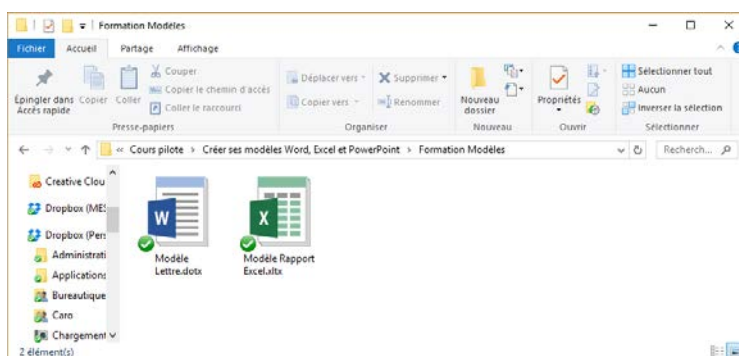 Formation Modèles
Fichier Accueil Partage Affichage
Épingler dans Accès rapide
Copier
Coller
Couper
Copier le chemin d'accès
Coller le raccourci
Presse-papiers
Déplacer vers
Copier vers
Supprimer
Renommer
Organiser
Nouveau dossier
Nouveau
Propriétés
Ouvrir
Sélectionner tout
Aucun
Inverser la sélection
Sélectionner
« Cours pilote > Créer ses modèles Word, Excel et PowerPoint > Formation Modèles
Recherch...
Creative Clou
Dropbox (MES
Dropbox (Pers
Administrati
Applications
Bureautique
Caro
Chargement
W
Modèle
Lettre.dotx
X
Modèle Rapport
Excel.xltx
2 élément(s)